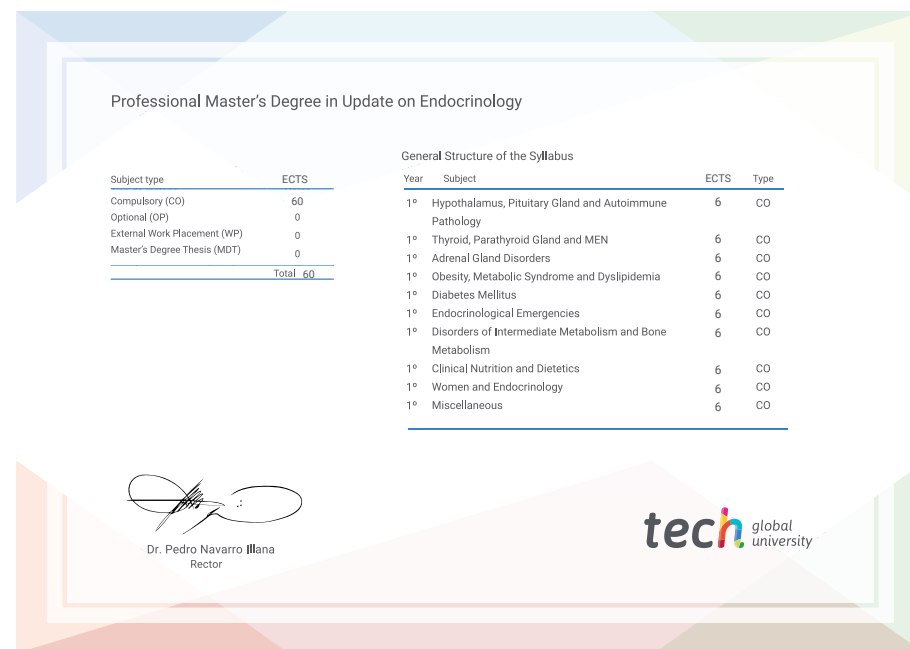 Professional Master's Degree in Update on Endocrinology
Subject type ECTS
Compulsory (CO) 60
Optional (OP) 0
External Work Placement (WP) 0
Master's Degree Thesis (MDT) 0
Total 60
General Structure of the Syllabus
Year Subject ECTS Type
1º Hypothalamus, Pituitary Gland and Autoimmune 6 CO
Pathology
1º Thyroid, Parathyroid Gland and MEN 6 CO
1º Adrenal Gland Disorders 6 CO
1º Obesity, Metabolic Syndrome and Dyslipidemia 6 CO
1º Diabetes Mellitus 6 CO
1º Endocrinological Emergencies 6 CO
1º Disorders of Intermediate Metabolism and Bone 6 CO
Metabolism
1º Clinical Nutrition and Dietetics 6 CO
1º Women and Endocrinology 6 CO
1º Miscellaneous 6 CO
Dr. Pedro Navarro Illana
Rector
tech global
university